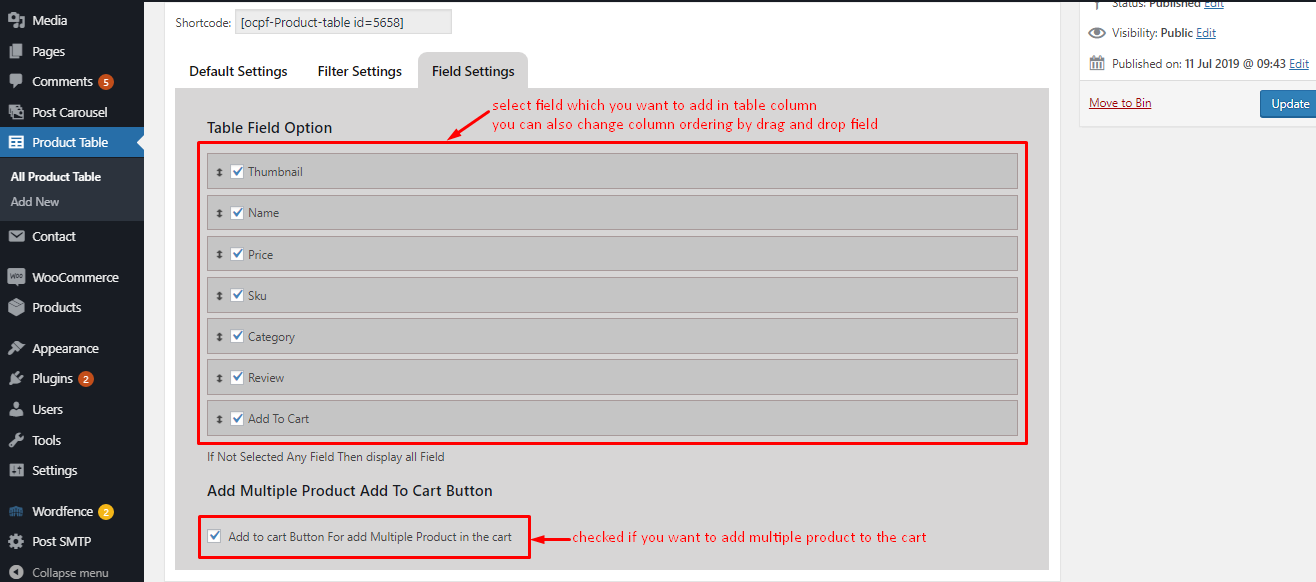 Media
Pages
Comments 5
Post Carousel
Product Table
All Product Table
Add New
Contact
WooCommerce
Products
Appearance
Plugins 2
Users
Tools
Settings
Wordfence 2
Post SMTP
Collapse menu
Shortcode: [ocpf-Product-table id=5658]
Default Settings Filter Settings Field Settings
select field which you want to add in table column
you can also change column ordering by drag and drop field
Table Field Option
Thumbnail
Name
Price
Sku
Category
Review
Add To Cart
If Not Selected Any Field Then display all Field
Add Multiple Product Add To Cart Button
Add to cart Button For add Multiple Product in the cart
checked if you want to add multiple product to the cart
Status: Published Edit
Visibility: Public Edit
Published on: 11 Jul 2019 @ 09:43 Edit
Move to Bin
Update